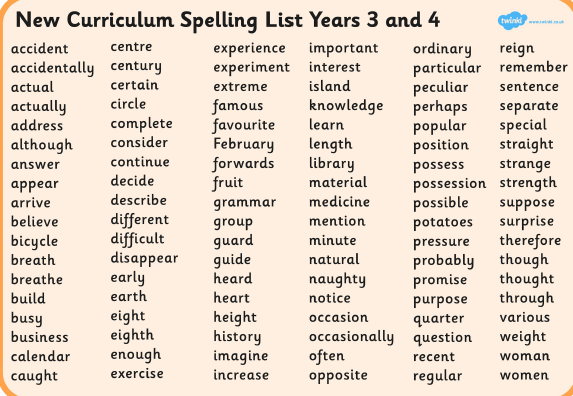 New Curriculum Spelling List Years 3 and 4
twinkl www.twinkl.co.uk
accident
accidentally
actual
actually
address
although
answer
appear
arrive
believe
bicycle
breath
breathe
build
busy
business
calendar
caught
centre
century
certain
circle
complete
consider
continue
decide
describe
different
difficult
disappear
early
earth
eight
eighth
enough
exercise
experience
experiment
extreme
famous
favourite
February
forwards
fruit
grammar
group
guard
guide
heard
heart
height
history
imagine
increase
important
interest
island
knowledge
learn
length
library
material
medicine
mention
minute
natural
naughty
notice
occasion
occasionally
often
opposite
ordinary
particular
peculiar
perhaps
popular
position
possess
possession
possible
potatoes
pressure
probably
promise
purpose
quarter
question
recent
regular
reign
remember
sentence
separate
special
straight
strange
strength
suppose
surprise
therefore
though
thought
through
various
weight
woman
women